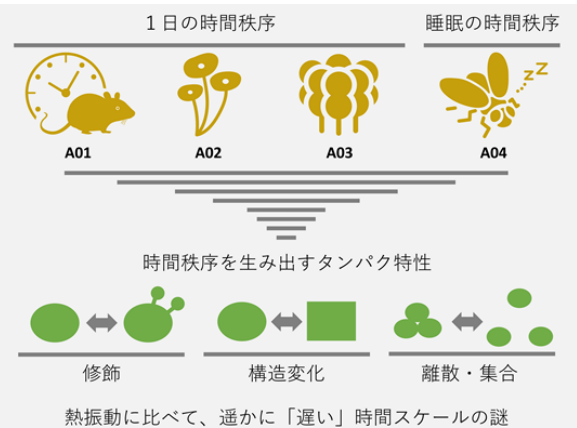 1日の時間秩序
睡眠の時間秩序
zZ
A01
A02
A03
A04
時間秩序を生み出すタンパク特性
修飾
構造変化
離散・集合
熱振動に比べて、遥かに「遅い」時間スケールの謎